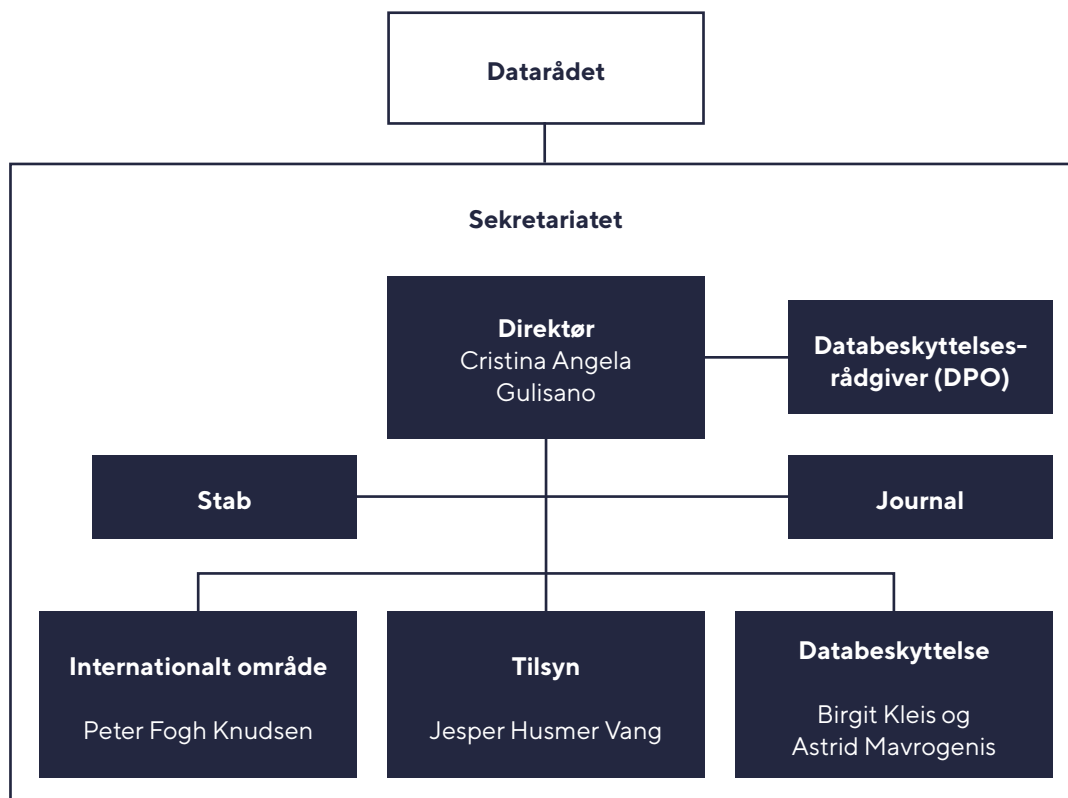 Datarådet
Sekretariatet
Direktør
Cristina Angela
Gulisano
Databeskyttelses-
rådgiver (DPO)
Stab
Journal
Internationalt område
Peter Fogh Knudsen
Tilsyn
Jesper Husmer Vang
Databeskyttelse
Birgit Kleis og
Astrid Mavrogenis